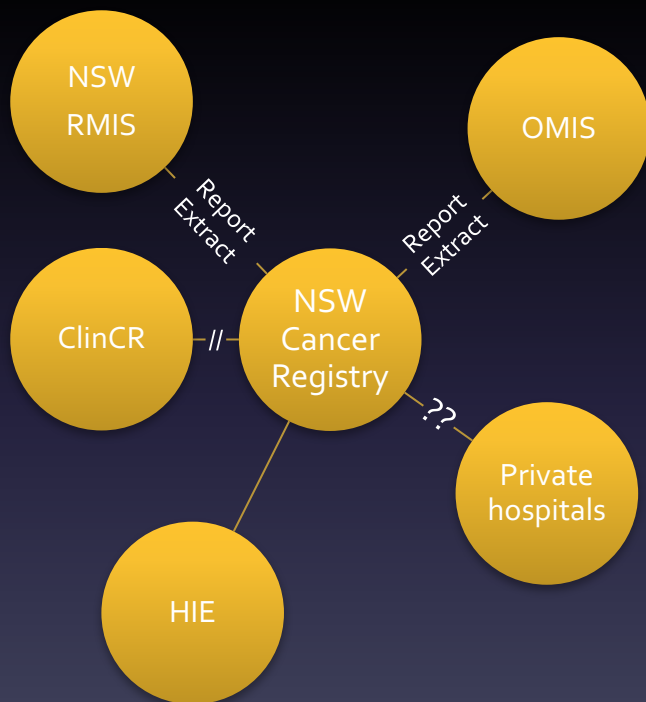 NSW
RMIS
OMIS
Report
Extract
Report
Extract
ClinCR
//
NSW
Cancer
Registry
??
Private
hospitals
HIE